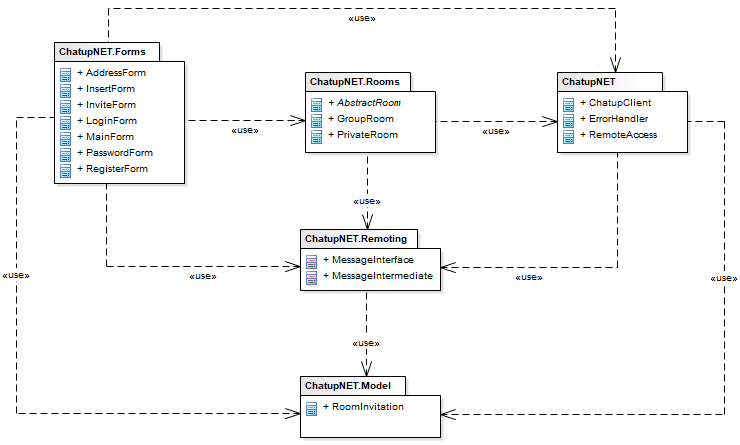 «use»
ChatupNET.Forms
+ AddressForm
+ InsertForm
+ InviteForm
+ LoginForm
+ MainForm
+ PasswordForm
+ RegisterForm
«use»
ChatupNET.Rooms
+ AbstractRoom
+ GroupRoom
+ PrivateRoom
«use»
ChatupNET
+ ChatupClient
+ ErrorHandler
+ RemoteAccess
«use»
ChatupNET.Remoting
+ MessageInterface
+ MessageIntermediate
«use»
«use»
«use»
«use»
«use»
ChatupNET.Model
+ RoomInvitation